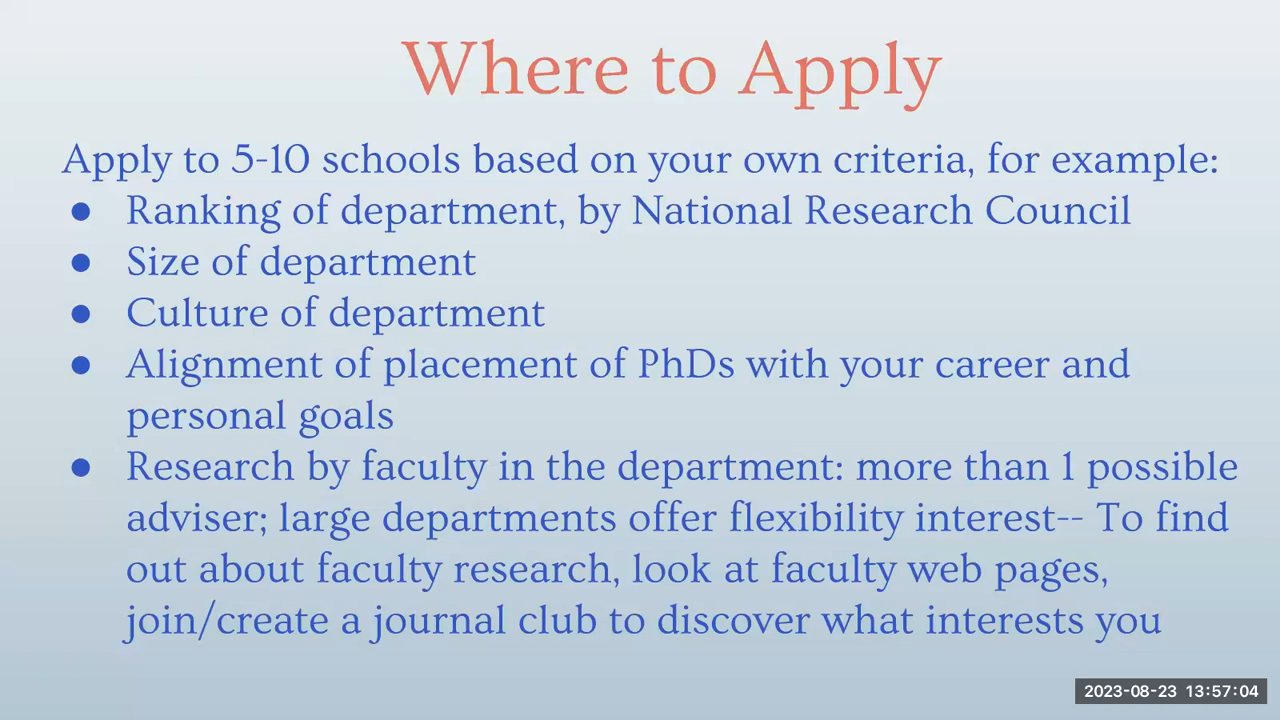 Where to Apply
Apply to 5-10 schools based on your own criteria, for example:
● Ranking of department, by National Research Council
● Size of department
● Culture of department
● Alignment of placement of PhDs with your career and
personal goals
● Research by faculty in the department: more than 1 possible
adviser; large departments offer flexibility interest-- To find
out about faculty research, look at faculty web pages,
join/create a journal club to discover what interests you
2023-08-23 13:57:04